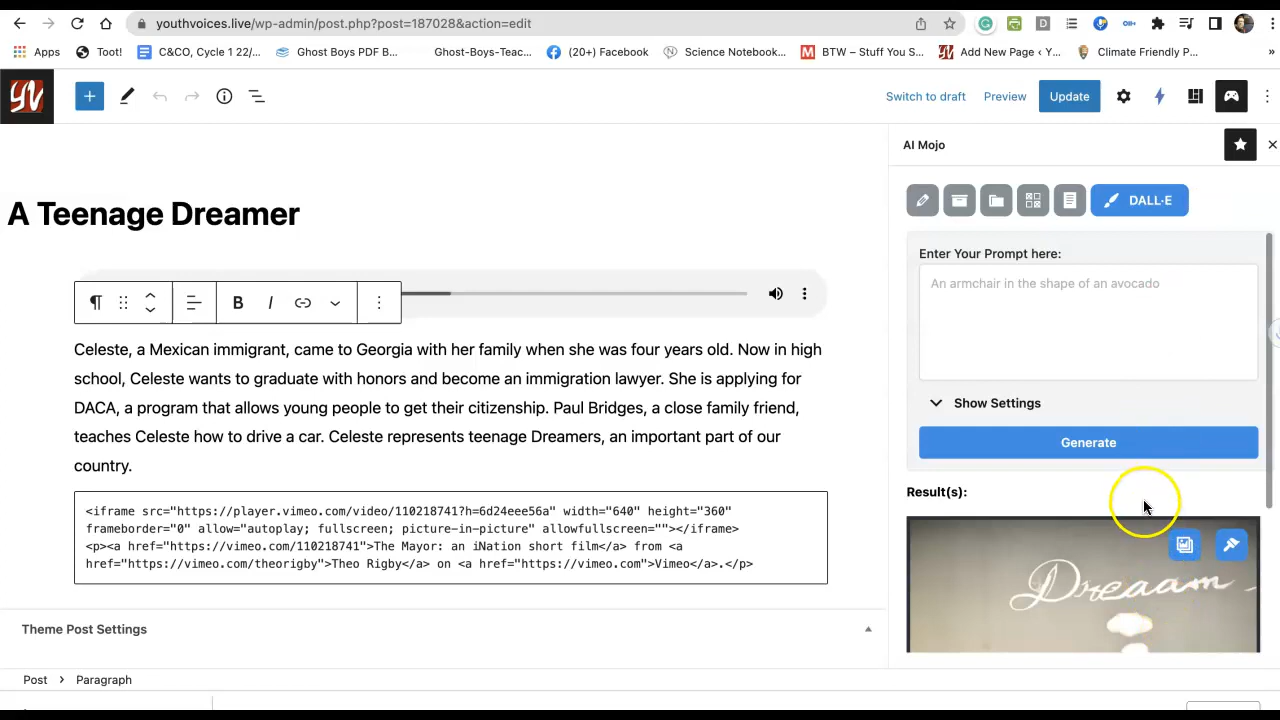 youthvoices.live/wp-admin/post.php?post=187028&action=edit
Apps Toot! C&CO, Cycle 1 22/... Ghost Boys PDF B... Ghost-Boys-Teac... (20+) Facebook Science Notebook... BTW – Stuff You S... Add New Page ‹ Y... Climate Friendly P... »
Switch to draft Preview Update
AI Mojo
DALL·E
A Teenage Dreamer
Enter Your Prompt here:
An armchair in the shape of an avocado
B I
Celeste, a Mexican immigrant, came to Georgia with her family when she was four years old. Now in high
school, Celeste wants to graduate with honors and become an immigration lawyer. She is applying for
DACA, a program that allows young people to get their citizenship. Paul Bridges, a close family friend,
teaches Celeste how to drive a car. Celeste represents teenage Dreamers, an important part of our
country.
Show Settings
Generate
Result(s):
Dreaam
<iframe src="https://player.vimeo.com/video/110218741?h=6d24eee56a" width="640" height="360"
frameborder="0" allow="autoplay; fullscreen; picture-in-picture" allowfullscreen=""></iframe>
<p><a href="https://vimeo.com/110218741">The Mayor: an iNation short film</a> from <a
href="https://vimeo.com/theorigby">Theo Rigby</a> on <a href="https://vimeo.com">Vimeo</a>.</p>
Theme Post Settings
Post > Paragraph